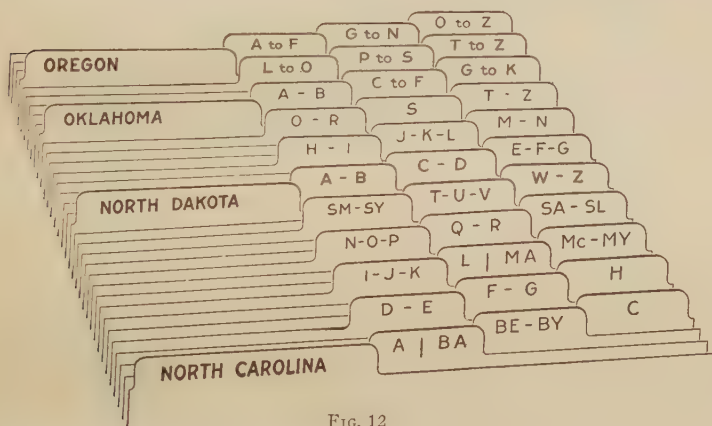 O to Z
G to N
A to F
T to Z
P to S
OREGON
L to O
G to K
C to F
A - B
T - Z
S
OKLAHOMA
O - R
M - N
J-K-L
H - I
E-F-G
C - D
A - B
W - Z
T-U-V
NORTH DAKOTA
SM-SY
SA-SL
Q - R
N-O-P
Mc-MY
L | MA
I-J-K
H
F - G
D - E
C
BE-BY
A | BA
NORTH CAROLINA
FIG. 12